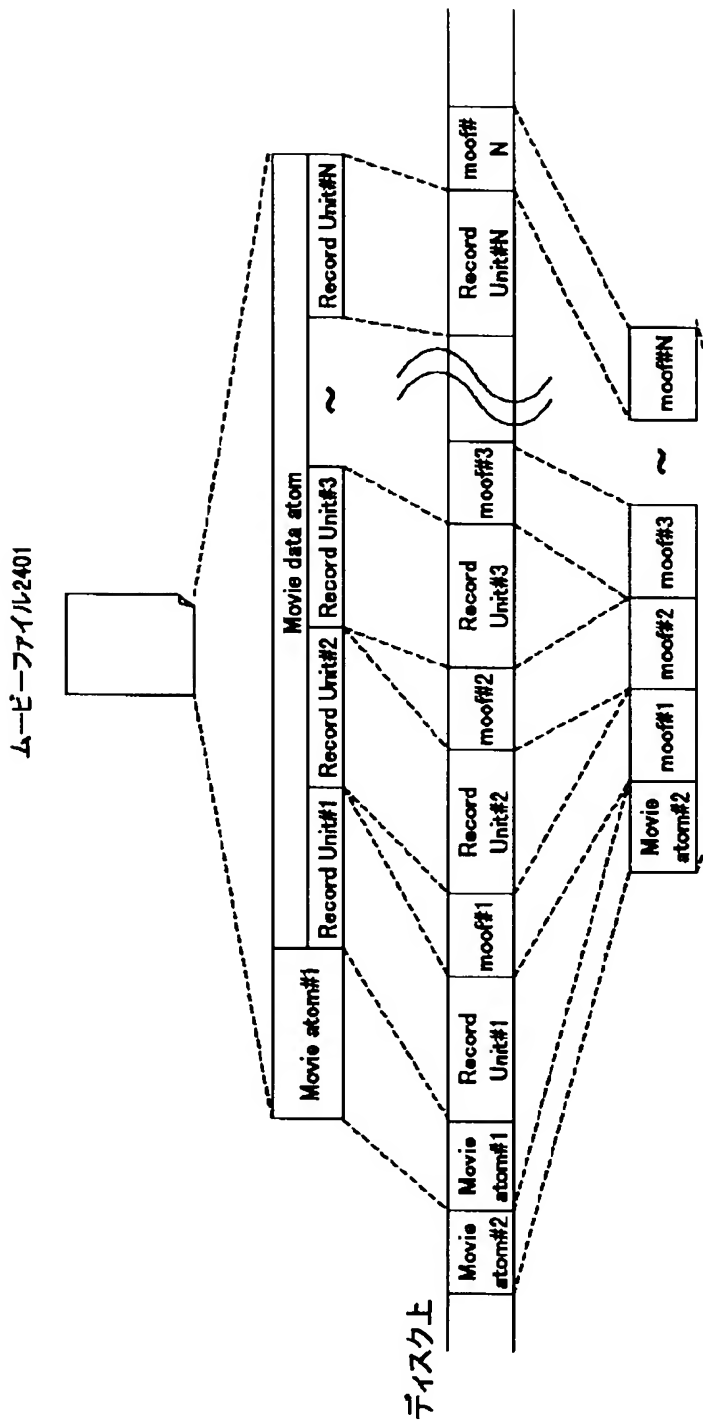 ムービーファイル2401
Movie atom#1
Movie data atom
Record Unit#1
Record Unit#2
Record Unit#3
~
Record Unit#N
ディスク上
Movie
atom#2
Movie
atom#1
Record
Unit#1
moof#1
Record
Unit#2
moof#2
Record
Unit#3
moof#3
Record
Unit#N
moof#
N
Movie
atom#2
moof#1
moof#2
moof#3
~
moof#N